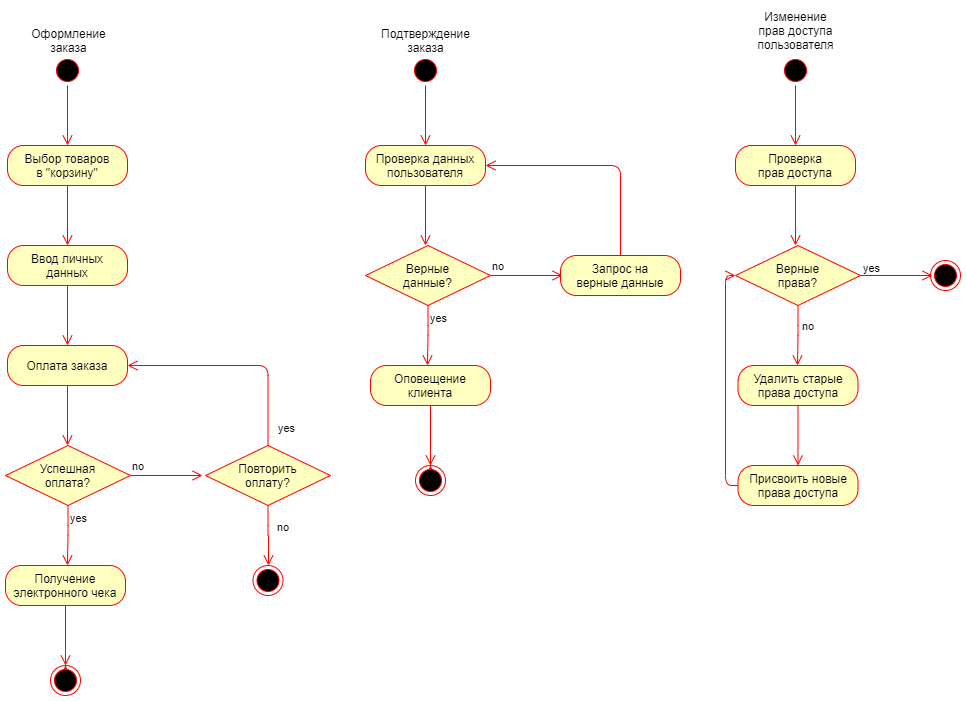 Оформление
заказа
Выбор товаров
в "корзину"
Ввод личных
данных
Оплата заказа
Успешная
оплата?
no
yes
Повторить
оплату?
yes
no
Получение
электронного чека
Подтверждение
заказа
Проверка данных
пользователя
Верные
данные?
no
yes
Запрос на
верные данные
Оповещение
клиента
Изменение
прав доступа
пользователя
Проверка
прав доступа
Верные
права?
yes
no
Удалить старые
права доступа
Присвоить новые
права доступа